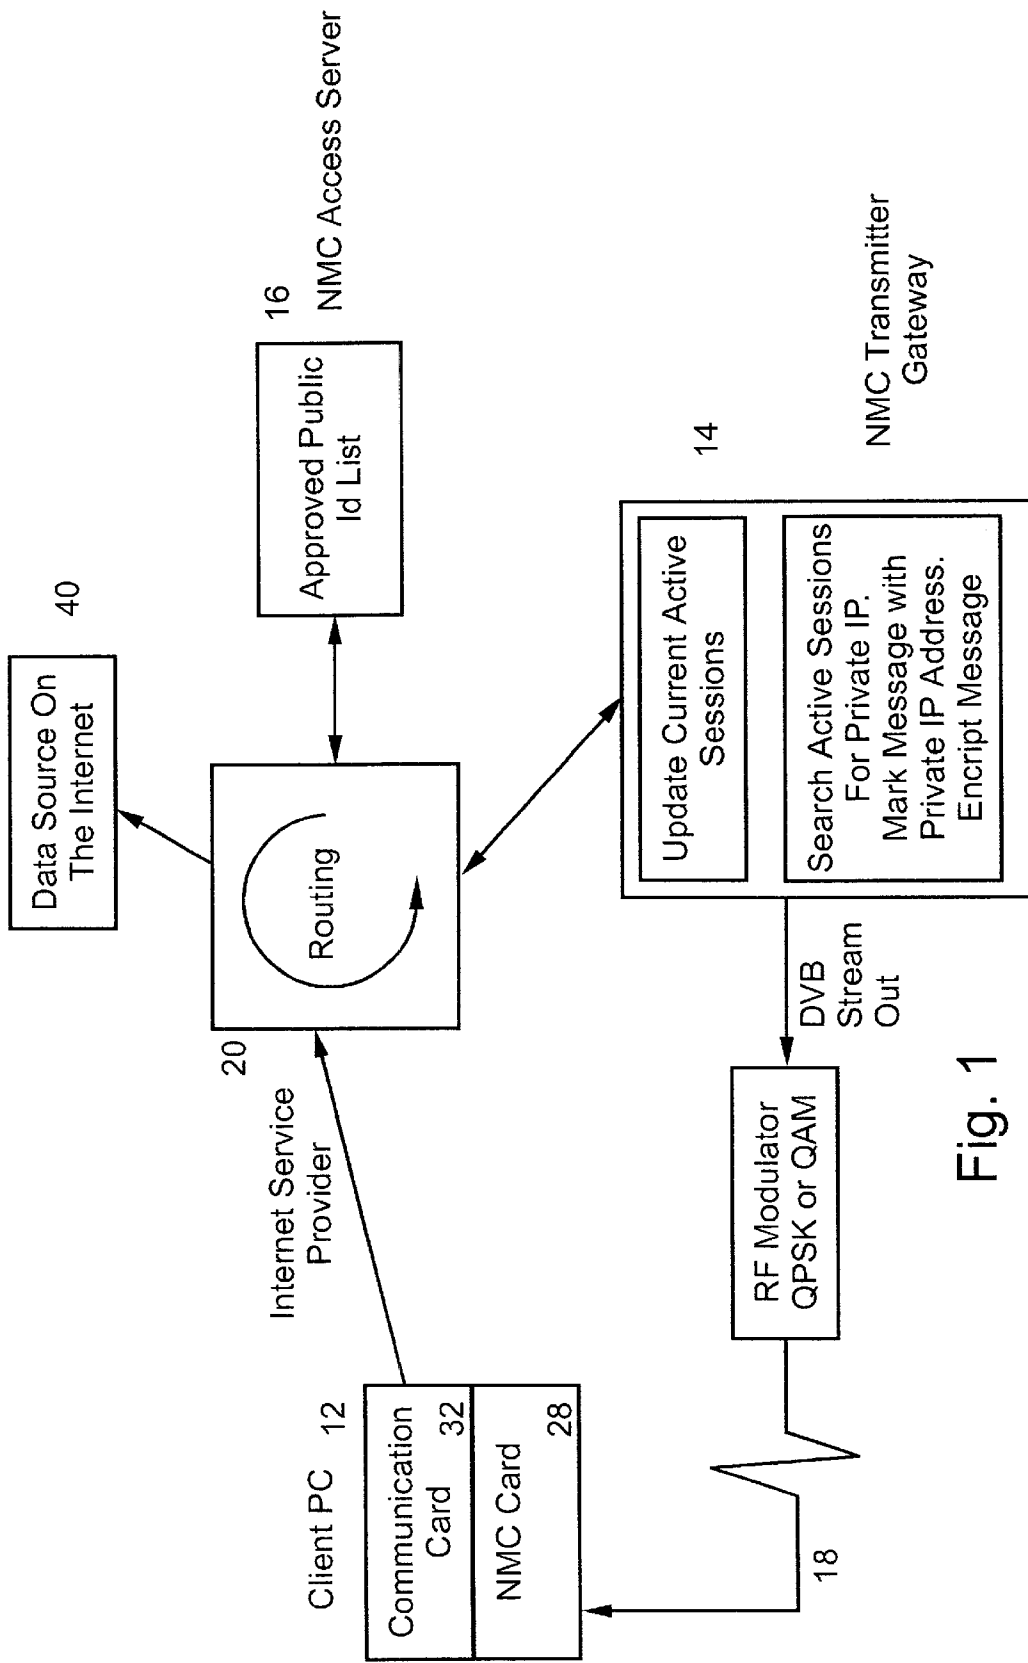 Data Source On
The Internet
40
Routing
20
Approved Public
Id List
16
NMC Access Server
Internet Service
Provider
Client PC
12
Communication
Card
32
NMC Card
28
Update Current Active
Sessions
Search Active Sessions
For Private IP.
Mark Message with
Private IP Address.
Encript Message
14
NMC Transmitter
Gateway
DVB
Stream
Out
RF Modulator
QPSK or QAM
18
Fig. 1